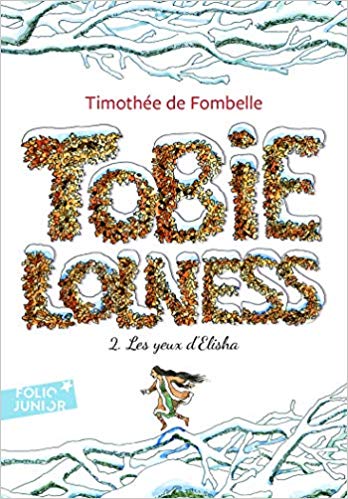 Timothée de Fombelle
TOBIE
LOLNESS
2. Les yeux d'Elisha
FOLIO
JUNIOR